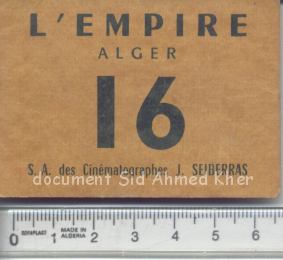 L'EMPIRE
ALGER
16
S. A. des Cinématographes J. SEIBERRAS
document Sid Ahmed Kher
0 1 2 3 4 5 6
MADE IN
ALGERIA